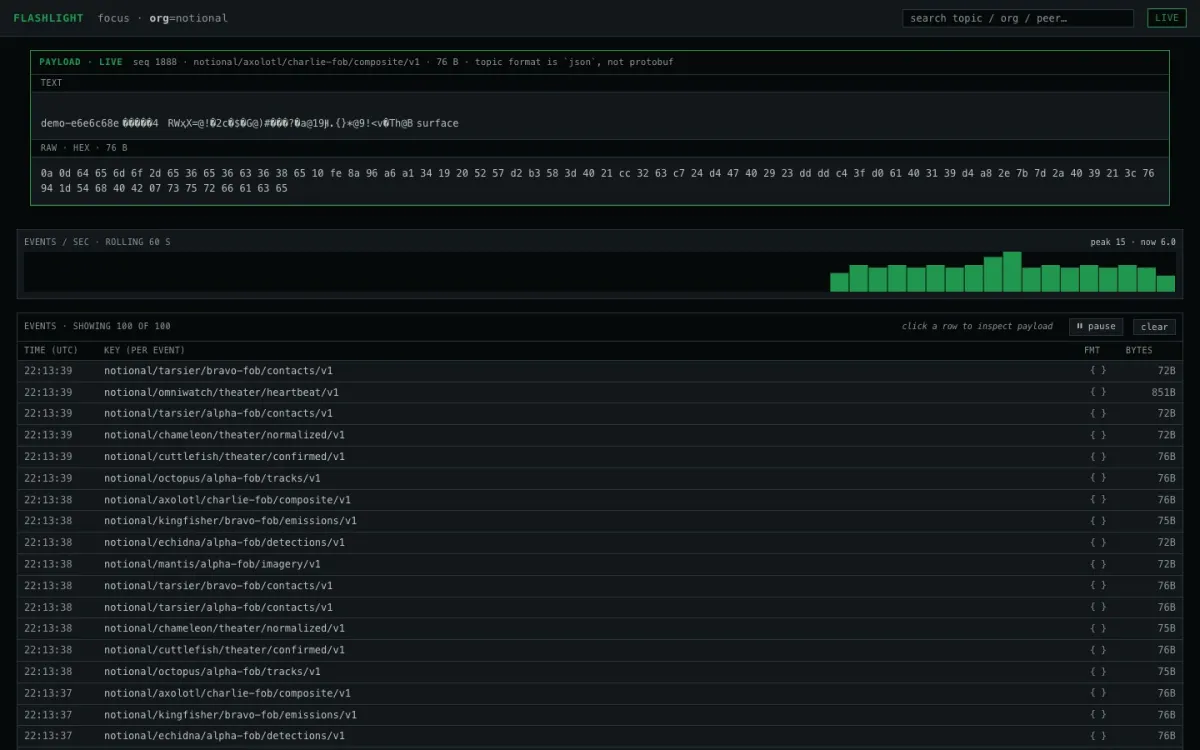 FLASHLIGHT focus · org=notional search topic / org / peer… LIVE
PAYLOAD · LIVE seq 1888 · notional/axolotl/charlie-fob/composite/v1 · 76 B · topic format is `json`, not protobuf
TEXT
demo-e6e6c68e �����4 RWҳX=@!�2c�$�G@)#���?�a@19Ԩ.{}*@9!<v�Th@B surface
RAW · HEX · 76 B
0a 0d 64 65 6d 6f 2d 65 36 65 36 63 36 38 65 10 fe 8a 96 a6 a1 34 19 20 52 57 d2 b3 58 3d 40 21 cc 32 63 c7 24 d4 47 40 29 23 dd dd c4 3f d0 61 40 31 39 d4 a8 2e 7b 7d 2a 40 39 21 3c 76
94 1d 54 68 40 42 07 73 75 72 66 61 63 65
EVENTS / SEC · ROLLING 60 S peak 15 · now 6.0
EVENTS · SHOWING 100 OF 100 click a row to inspect payload ⏸ pause clear
TIME (UTC) KEY (PER EVENT) FMT BYTES
22:13:39 notional/tarsier/bravo-fob/contacts/v1 { } 72B
22:13:39 notional/omniwatch/theater/heartbeat/v1 { } 851B
22:13:39 notional/tarsier/alpha-fob/contacts/v1 { } 72B
22:13:39 notional/chameleon/theater/normalized/v1 { } 72B
22:13:39 notional/cuttlefish/theater/confirmed/v1 { } 76B
22:13:39 notional/octopus/alpha-fob/tracks/v1 { } 76B
22:13:38 notional/axolotl/charlie-fob/composite/v1 { } 76B
22:13:38 notional/kingfisher/bravo-fob/emissions/v1 { } 75B
22:13:38 notional/echidna/alpha-fob/detections/v1 { } 72B
22:13:38 notional/mantis/alpha-fob/imagery/v1 { } 72B
22:13:38 notional/tarsier/bravo-fob/contacts/v1 { } 76B
22:13:38 notional/tarsier/alpha-fob/contacts/v1 { } 76B
22:13:38 notional/chameleon/theater/normalized/v1 { } 75B
22:13:38 notional/cuttlefish/theater/confirmed/v1 { } 76B
22:13:38 notional/octopus/alpha-fob/tracks/v1 { } 75B
22:13:37 notional/axolotl/charlie-fob/composite/v1 { } 76B
22:13:37 notional/kingfisher/bravo-fob/emissions/v1 { } 76B
22:13:37 notional/echidna/alpha-fob/detections/v1 { } 76B